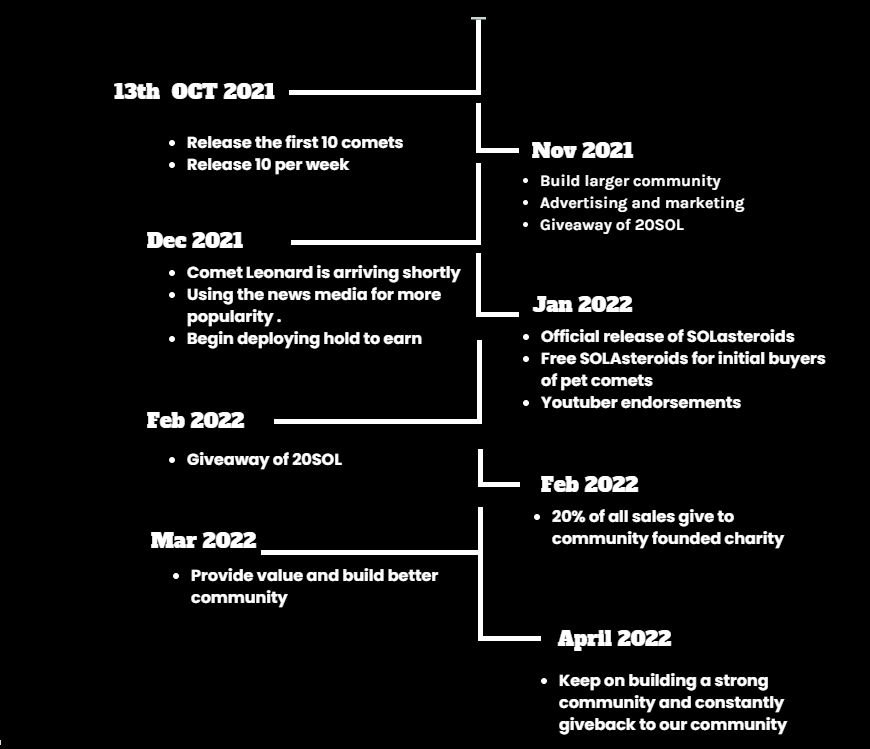 13th OCT 2021
• Release the first 10 comets
• Release 10 per week
Nov 2021
• Build larger community
• Advertising and marketing
• Giveaway of 20SOL
Dec 2021
• Comet Leonard is arriving shortly
• Using the news media for more
popularity .
• Begin deploying hold to earn
Jan 2022
• Official release of SOLasteroids
• Free SOLAsteroids for initial buyers
of pet comets
• Youtuber endorsements
Feb 2022
• Giveaway of 20SOL
Feb 2022
• 20% of all sales give to
community founded charity
Mar 2022
• Provide value and build better
community
April 2022
• Keep on building a strong
community and constantly
giveback to our community